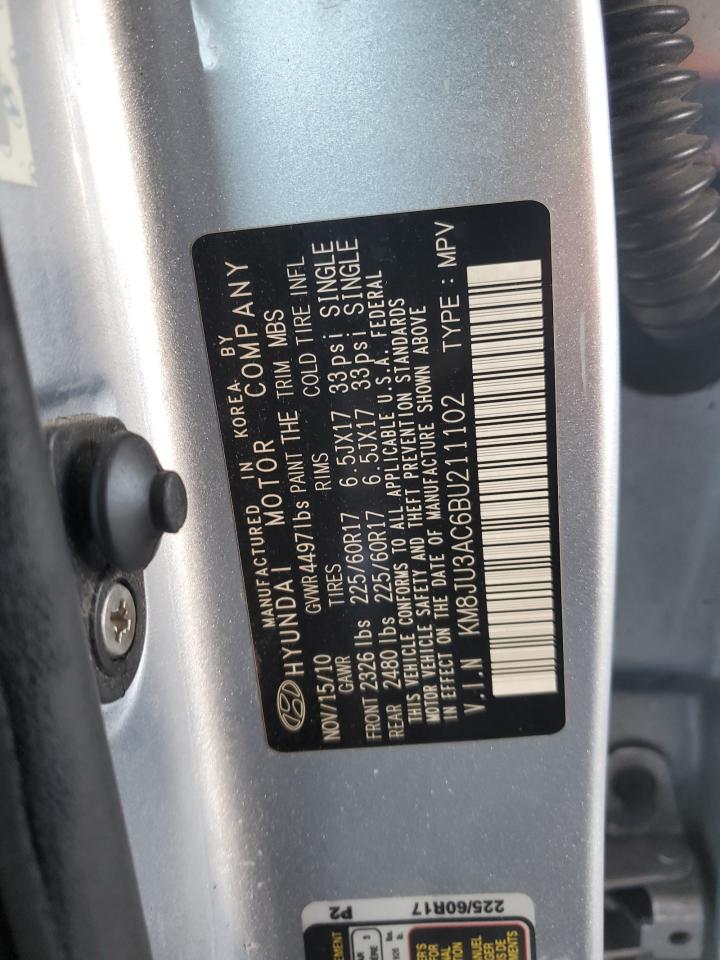 MANUFACTURED IN KOREA BY
HYUNDAI MOTOR COMPANY
NOV/15/10 GVWR 4497lbs PAINT THE TRIM MBS
GAWR TIRES RIMS COLD TIRE INFL
FRONT 2326 lbs 225/60R17 6.5JX17 33psi SINGLE
REAR 2480 lbs 225/60R17 6.5JX17 33psi SINGLE
THIS VEHICLE CONFORMS TO ALL APPLICABLE U.S.A. FEDERAL
MOTOR VEHICLE SAFETY AND THEFT PREVENTION STANDARDS
IN EFFECT ON THE DATE OF MANUFACTURE SHOWN ABOVE
V.I.N KM8JU3AC6BU211102 TYPE : MPV
225/60R17
P2